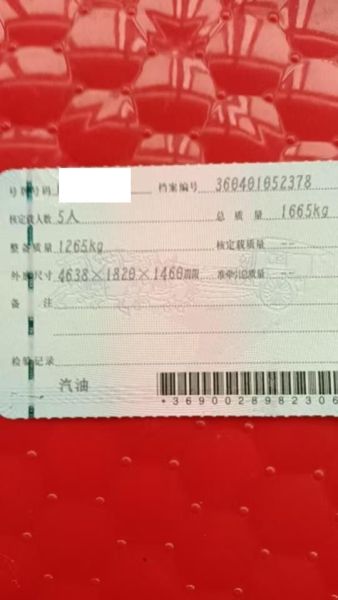 号牌号码 档案编号 360401052378
核定载人数 5人 总质量 1665kg
整备质量 1265kg 核定载质量 --
外廓尺寸 4638×1820×1460mm 准牵引总质量 --
备注
检验记录
汽油
*3690028982306